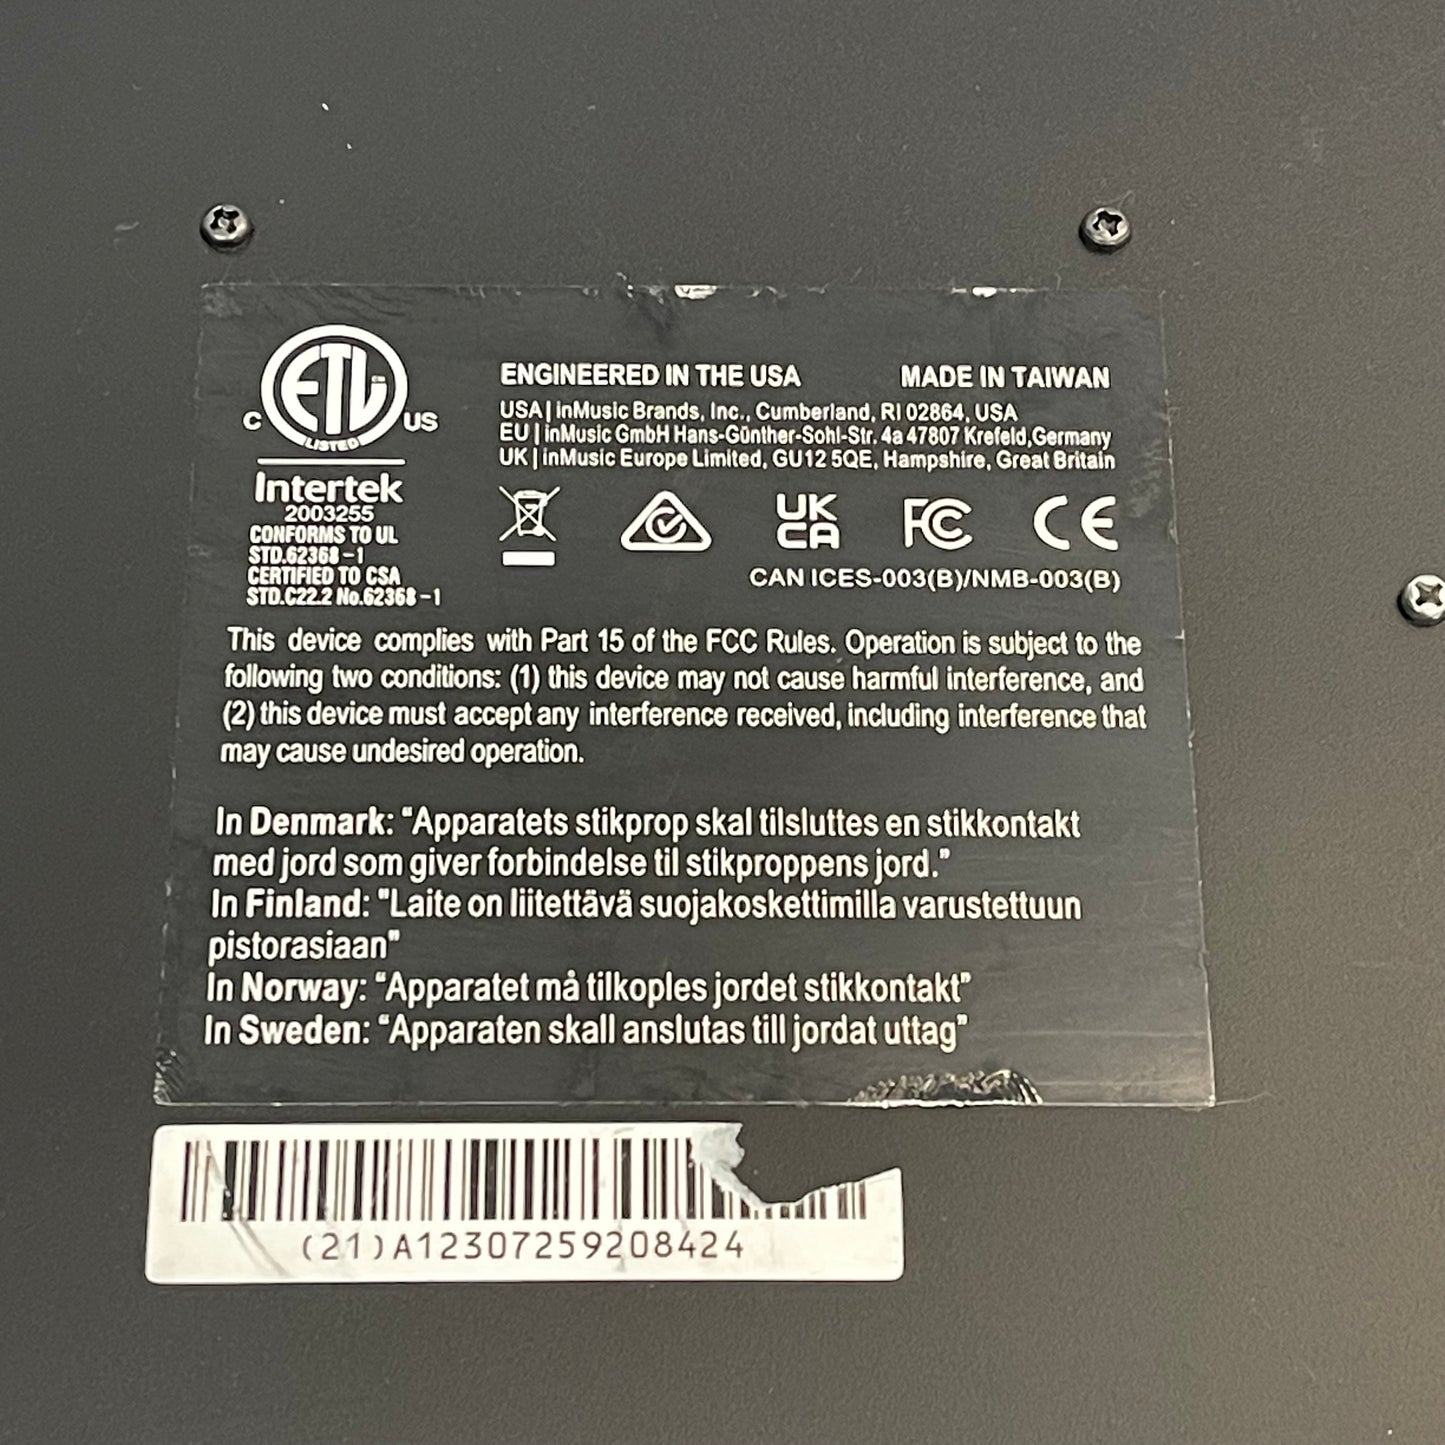 ETL
C US
LISTED
Intertek
2003255
CONFORMS TO UL
STD.62368-1
CERTIFIED TO CSA
STD.C22.2 No.62368-1
ENGINEERED IN THE USA MADE IN TAIWAN
USA | inMusic Brands, Inc., Cumberland, RI 02864, USA
EU | inMusic GmbH Hans-Günther-Sohl-Str. 4a 47807 Krefeld,Germany
UK | inMusic Europe Limited, GU12 5QE, Hampshire, Great Britain
UK CA FC CE
CAN ICES-003(B)/NMB-003(B)
This device complies with Part 15 of the FCC Rules. Operation is subject to the
following two conditions: (1) this device may not cause harmful interference, and
(2) this device must accept any interference received, including interference that
may cause undesired operation.
In Denmark: “Apparatets stikprop skal tilsluttes en stikkontakt
med jord som giver forbindelse til stikproppens jord.”
In Finland: "Laite on liitettävä suojakoskettimilla varustettuun
pistorasiaan"
In Norway: “Apparatet må tilkoples jordet stikkontakt”
In Sweden: “Apparaten skall anslutas till jordat uttag”
(21)A12307259208424